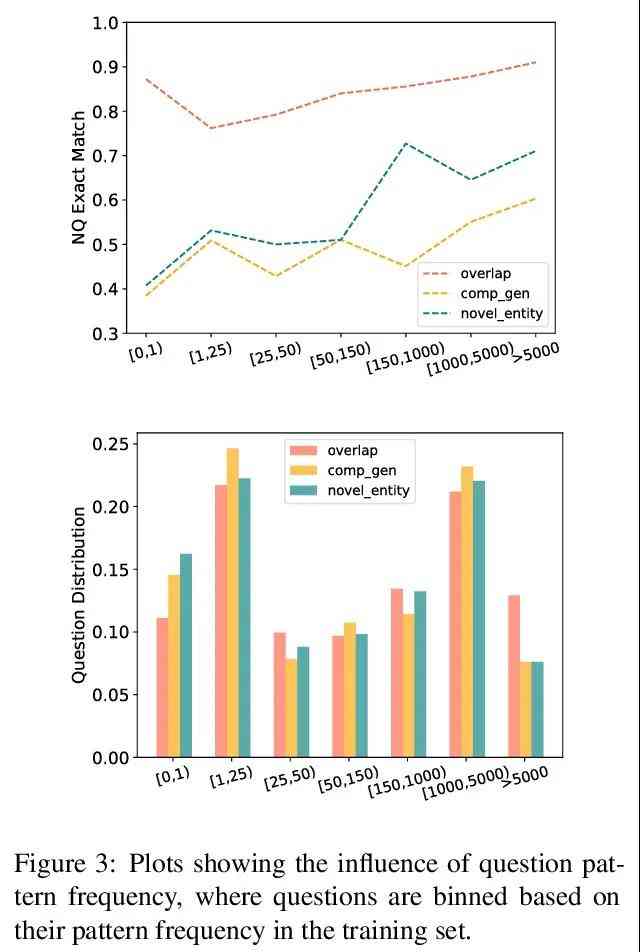 1.0
0.9
0.8
0.7
0.6
0.5
0.4
0.3
NQ Exact Match
overlap
comp_gen
novel_entity
[0,1)
[1,25)
[25,50)
[50,150)
[150,1000)
[1000,5000)
>5000
0.25
0.20
0.15
0.10
0.05
0.00
Question Distribution
overlap
comp_gen
novel_entity
[0,1)
[1,25)
[25,50)
[50,150)
[150,1000)
[1000,5000)
>5000
Figure 3: Plots showing the influence of question pat-
tern frequency, where questions are binned based on
their pattern frequency in the training set.